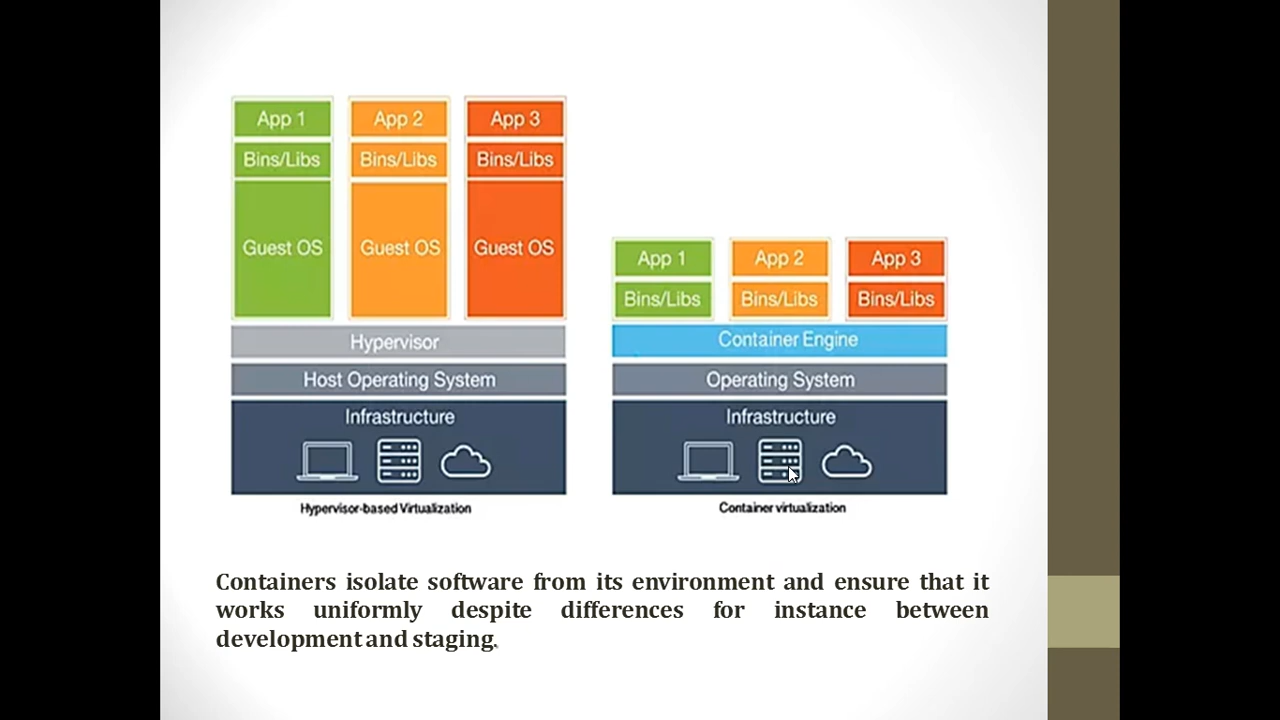 App 1 App 2 App 3
Bins/Libs Bins/Libs Bins/Libs
Guest OS Guest OS Guest OS
Hypervisor
Host Operating System
Infrastructure
Hypervisor-based Virtualization
App 1 App 2 App 3
Bins/Libs Bins/Libs Bins/Libs
Container Engine
Operating System
Infrastructure
Container virtualization
Containers isolate software from its environment and ensure that it
works uniformly despite differences for instance between
development and staging.